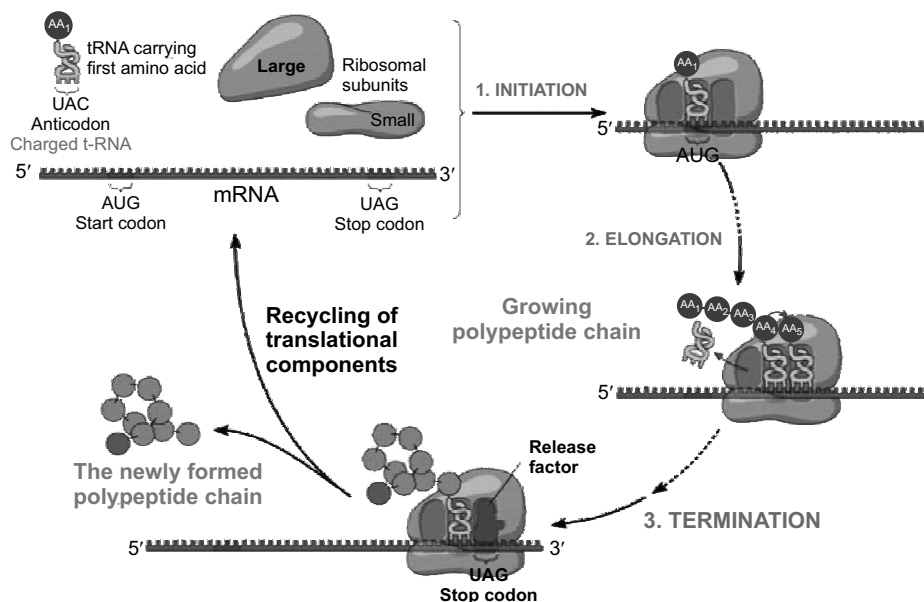 AA1
tRNA carrying
first amino acid
UAC
Anticodon
Charged t-RNA
Large
Ribosomal
subunits
Small
5′
3′
AUG
Start codon
mRNA
UAG
Stop codon
1. INITIATION
AA1
5′
AUG
2. ELONGATION
Growing
polypeptide chain
AA1
AA2
AA3
AA4
AA5
5′
Recycling of
translational
components
The newly formed
polypeptide chain
Release
factor
3. TERMINATION
5′
3′
UAG
Stop codon